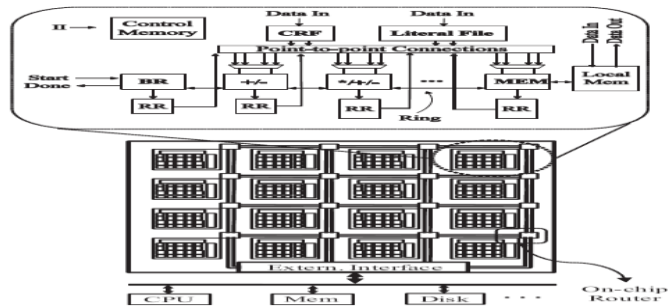 Data In
Data In
II
Control
Memory
CRF
Literal File
Data In
Data Out
Point-to-point Connections
Start
Done
BR
+/-
*/+/-
...
MEM
Local
Mem
RR
RR
RR
RR
Ring
Extern. Interface
On-chip
Router
CPU
Mem
Disk
...